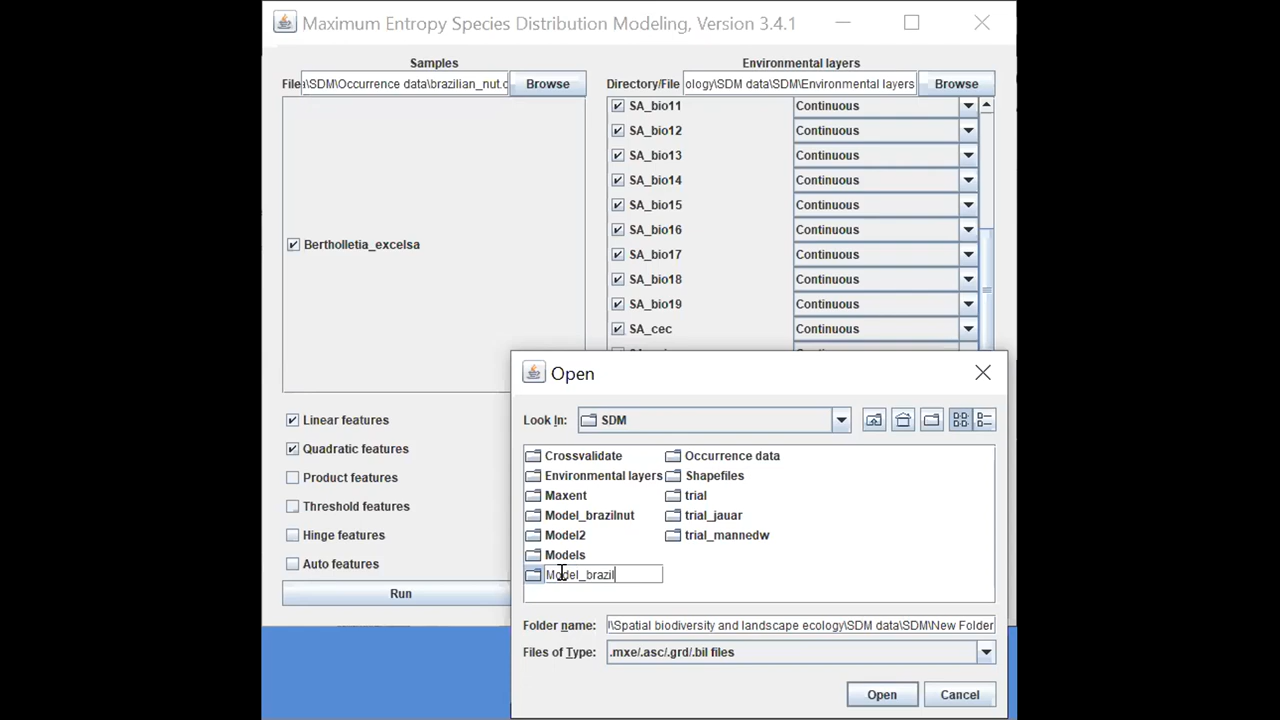 Maximum Entropy Species Distribution Modeling, Version 3.4.1
Samples
Environmental layers
File \SDM\Occurrence data\brazilian_nut.c Browse
Directory/File ology\SDM data\SDM\Environmental layers Browse
SA_bio11 Continuous
SA_bio12 Continuous
SA_bio13 Continuous
SA_bio14 Continuous
SA_bio15 Continuous
SA_bio16 Continuous
SA_bio17 Continuous
SA_bio18 Continuous
SA_bio19 Continuous
SA_cec Continuous
Bertholletia_excelsa
Linear features
Quadratic features
Product features
Threshold features
Hinge features
Auto features
Run
Open
Look In: SDM
Crossvalidate
Environmental layers
Maxent
Model_brazilnut
Model2
Models
Model_brazil
Occurrence data
Shapefiles
trial
trial_jauar
trial_mannedw
Folder name: \Spatial biodiversity and landscape ecology\SDM data\SDM\New Folder
Files of Type: .mxe/.asc/.grd/.bil files
Open
Cancel